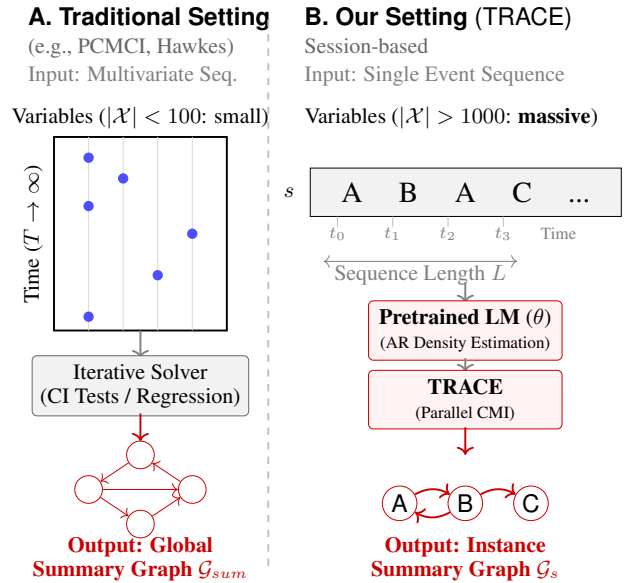 A. Traditional Setting
(e.g., PCMCI, Hawkes)
Input: Multivariate Seq.
Variables (|𝒳| < 100: small)
Time (T → ∞)
Iterative Solver
(CI Tests / Regression)
Output: Global
Summary Graph 𝒢sum
B. Our Setting (TRACE)
Session-based
Input: Single Event Sequence
Variables (|𝒳| > 1000: massive)
s A B A C ...
t0 t1 t2 t3 Time
Sequence Length L
Pretrained LM (θ)
(AR Density Estimation)
TRACE
(Parallel CMI)
A B C
Output: Instance
Summary Graph 𝒢s